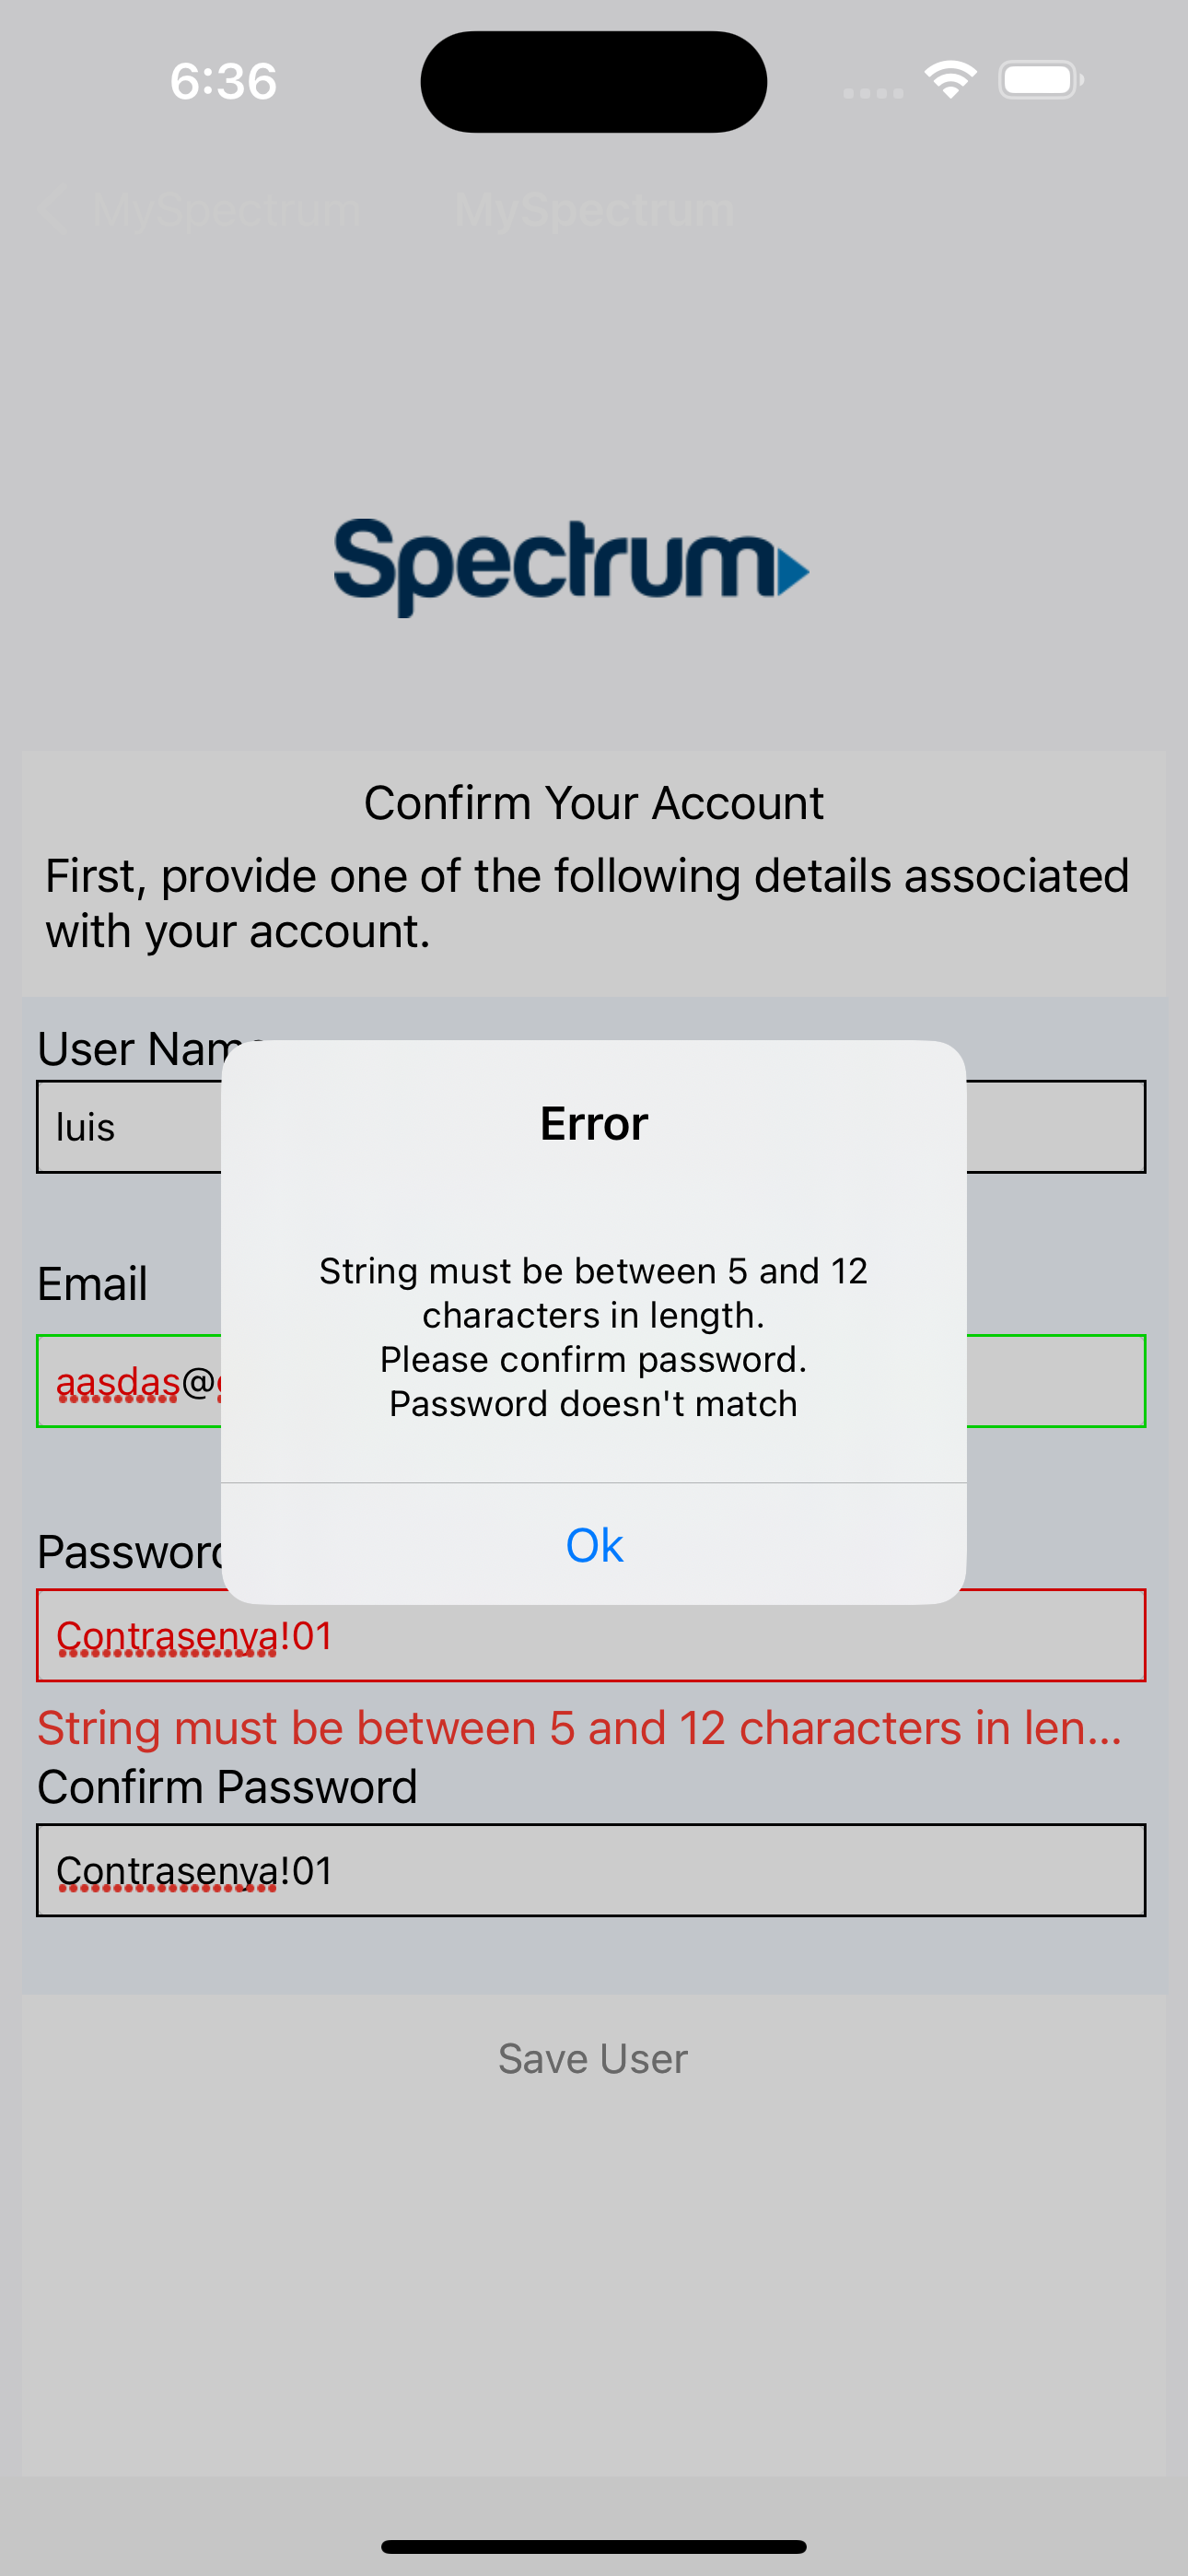 6:36
MySpectrum MySpectrum
Spectrum
Confirm Your Account
First, provide one of the following details associated
with your account.
User Name
luis
Error
String must be between 5 and 12
characters in length.
Please confirm password.
Password doesn't match
Ok
Email
aasdas@
Password
Contrasenya!01
String must be between 5 and 12 characters in len...
Confirm Password
Contrasenya!01
Save User